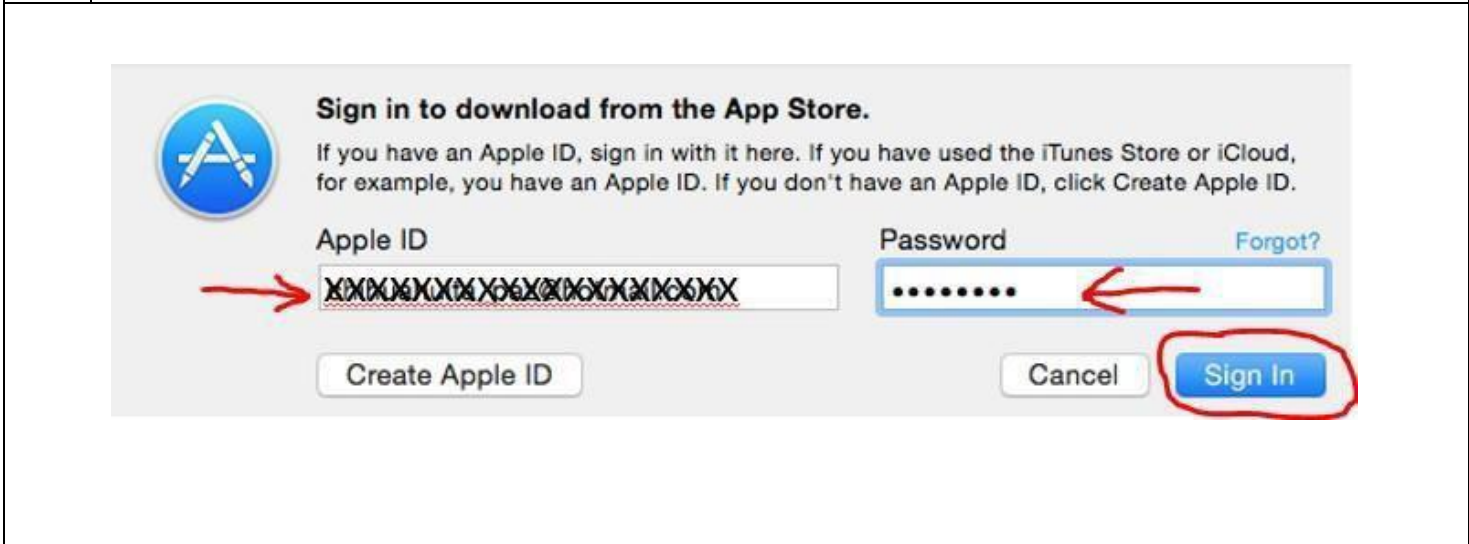 Sign in to download from the App Store.
If you have an Apple ID, sign in with it here. If you have used the iTunes Store or iCloud,
for example, you have an Apple ID. If you don't have an Apple ID, click Create Apple ID.
Apple ID
Password
Forgot?
••••••••
Create Apple ID
Cancel
Sign In